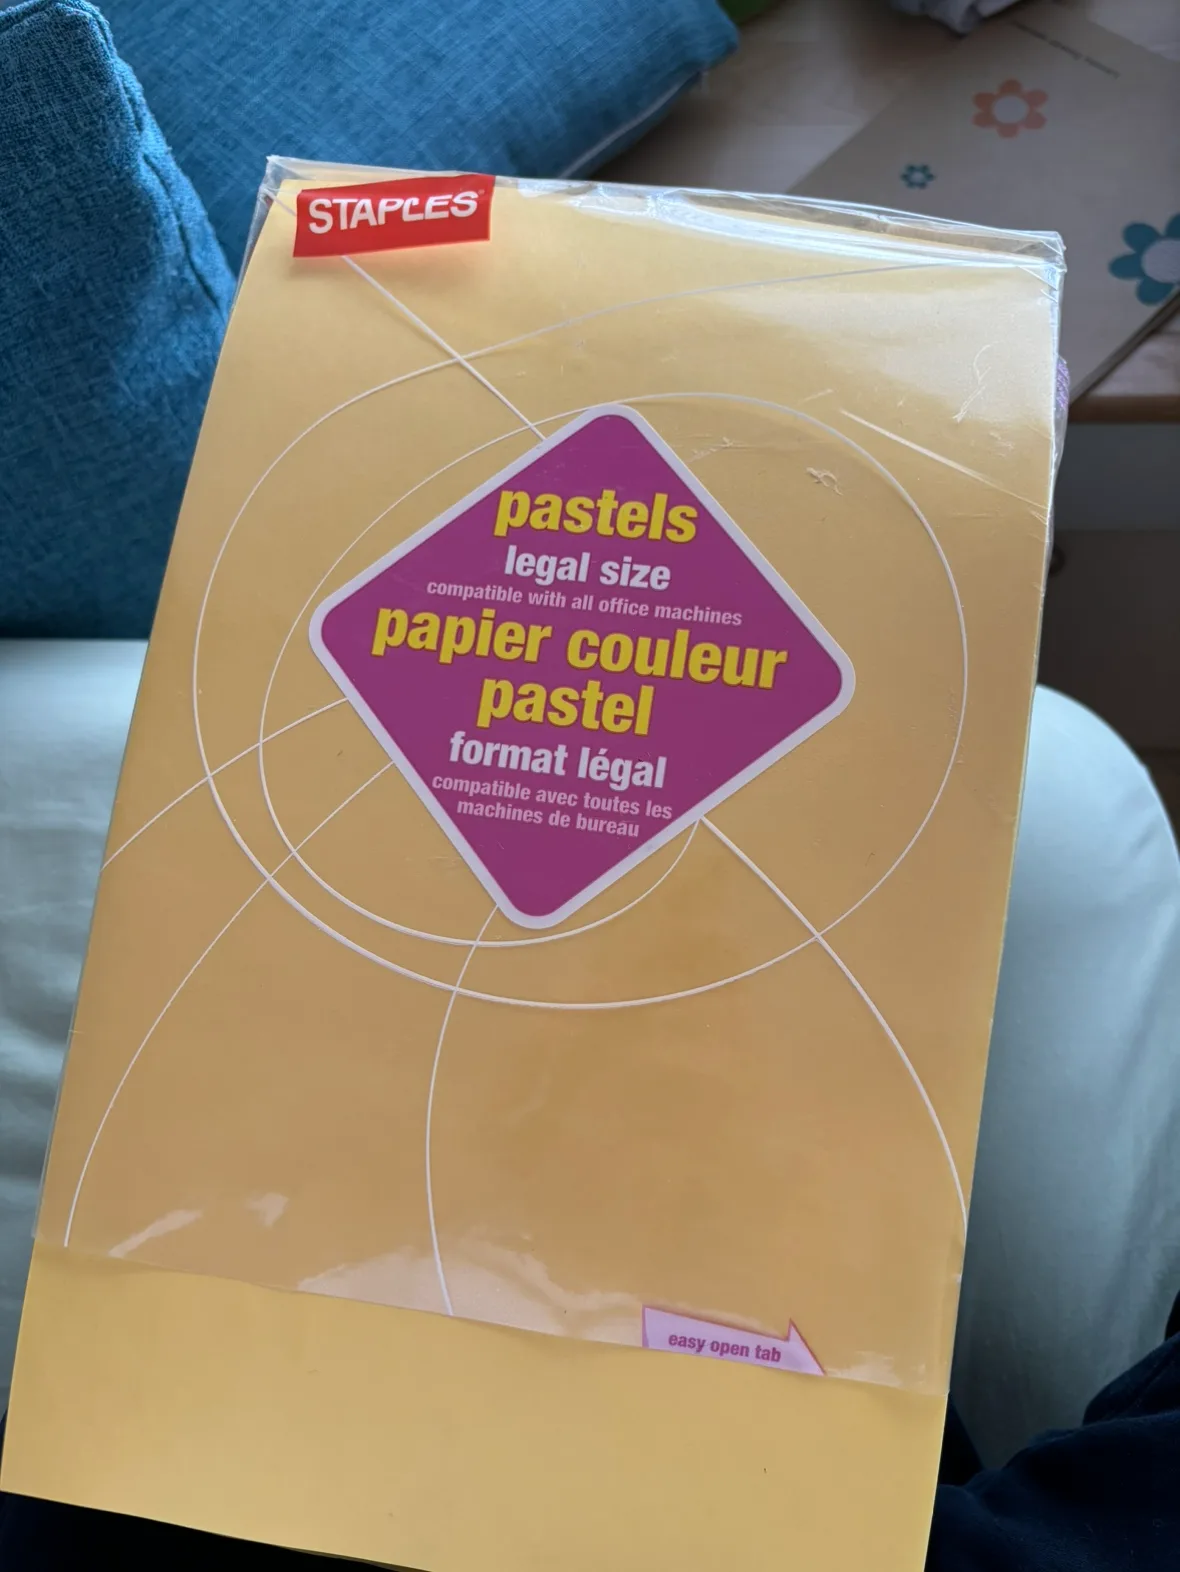 STAPLES
pastels
legal size
compatible with all office machines
papier couleur
pastel
format légal
compatible avec toutes les
machines de bureau
easy open tab